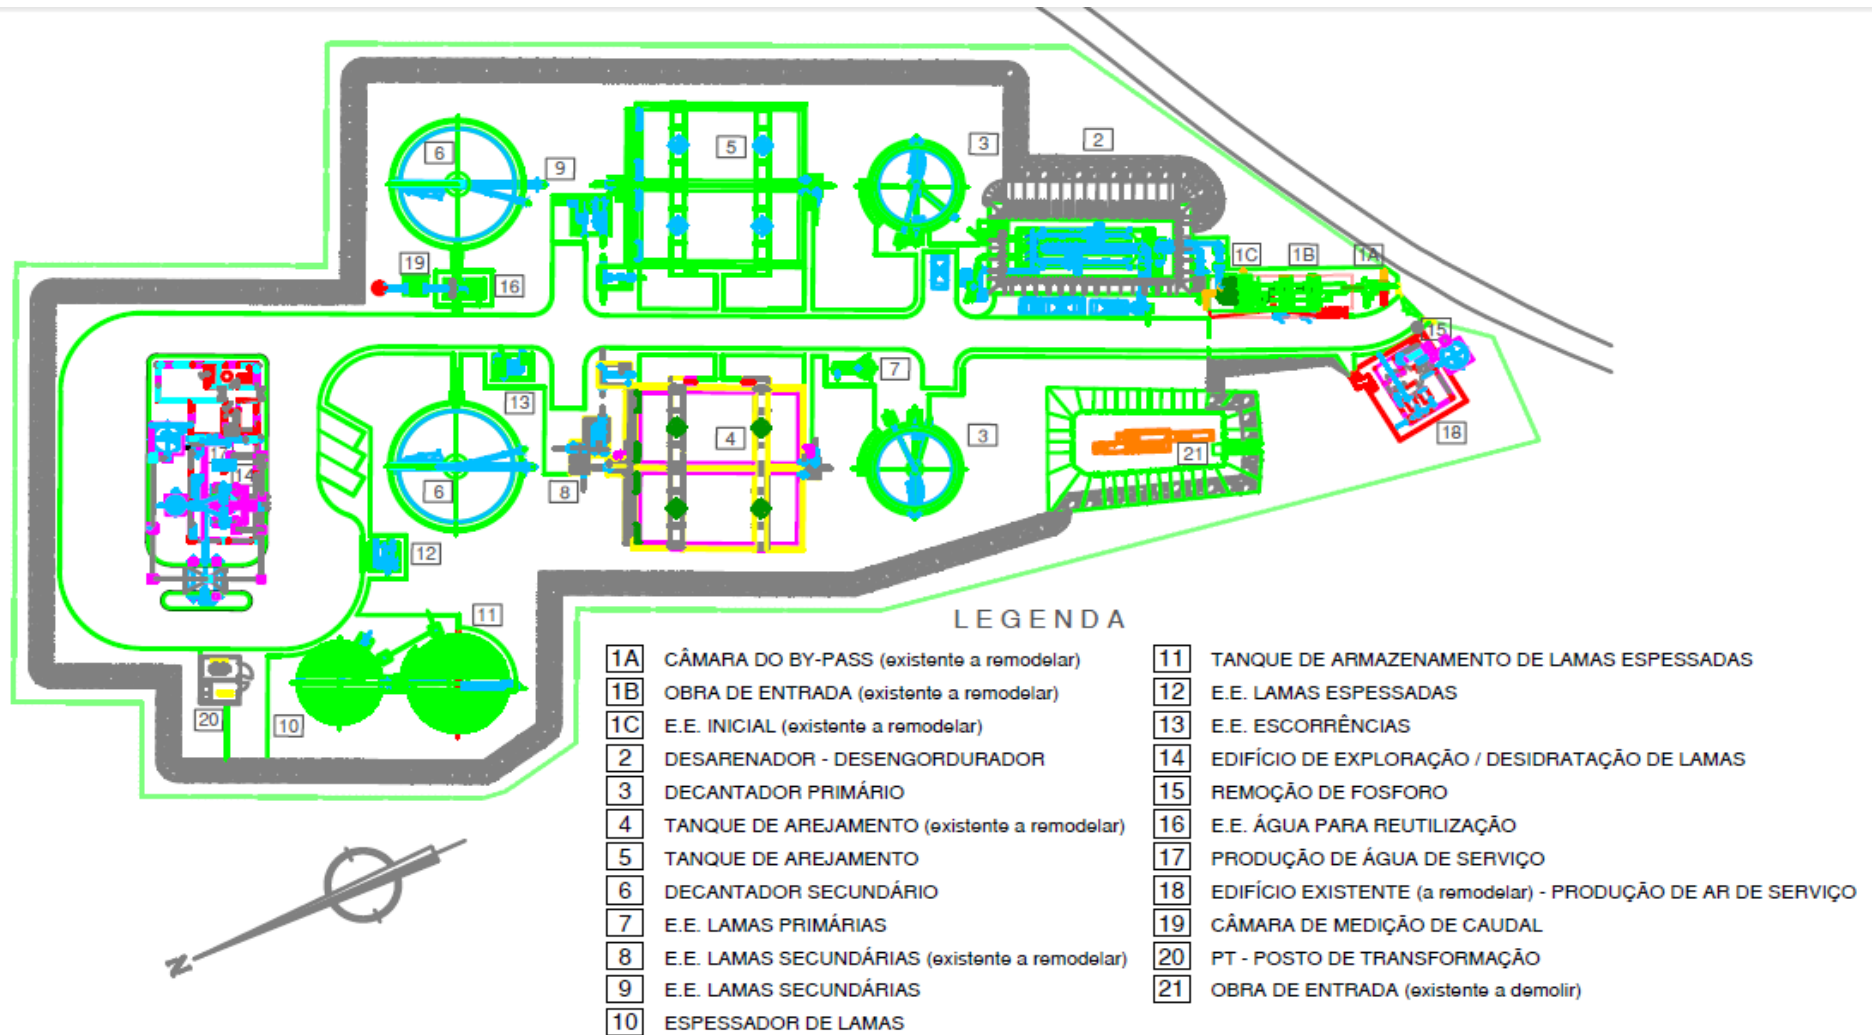 2
3
5
6
9
1C
1B
1A
19
16
15
7
13
18
4
3
21
14
6
8
12
11
20
10
N
LEGENDA
1A CÂMARA DO BY-PASS (existente a remodelar)
1B OBRA DE ENTRADA (existente a remodelar)
1C E.E. INICIAL (existente a remodelar)
2 DESARENADOR - DESENGORDURADOR
3 DECANTADOR PRIMÁRIO
4 TANQUE DE AREJAMENTO (existente a remodelar)
5 TANQUE DE AREJAMENTO
6 DECANTADOR SECUNDÁRIO
7 E.E. LAMAS PRIMÁRIAS
8 E.E. LAMAS SECUNDÁRIAS (existente a remodelar)
9 E.E. LAMAS SECUNDÁRIAS
10 ESPESSADOR DE LAMAS
11 TANQUE DE ARMAZENAMENTO DE LAMAS ESPESSADAS
12 E.E. LAMAS ESPESSADAS
13 E.E. ESCORRÊNCIAS
14 EDIFÍCIO DE EXPLORAÇÃO / DESIDRATAÇÃO DE LAMAS
15 REMOÇÃO DE FOSFORO
16 E.E. ÁGUA PARA REUTILIZAÇÃO
17 PRODUÇÃO DE ÁGUA DE SERVIÇO
18 EDIFÍCIO EXISTENTE (a remodelar) - PRODUÇÃO DE AR DE SERVIÇO
19 CÂMARA DE MEDIÇÃO DE CAUDAL
20 PT - POSTO DE TRANSFORMAÇÃO
21 OBRA DE ENTRADA (existente a demolir)